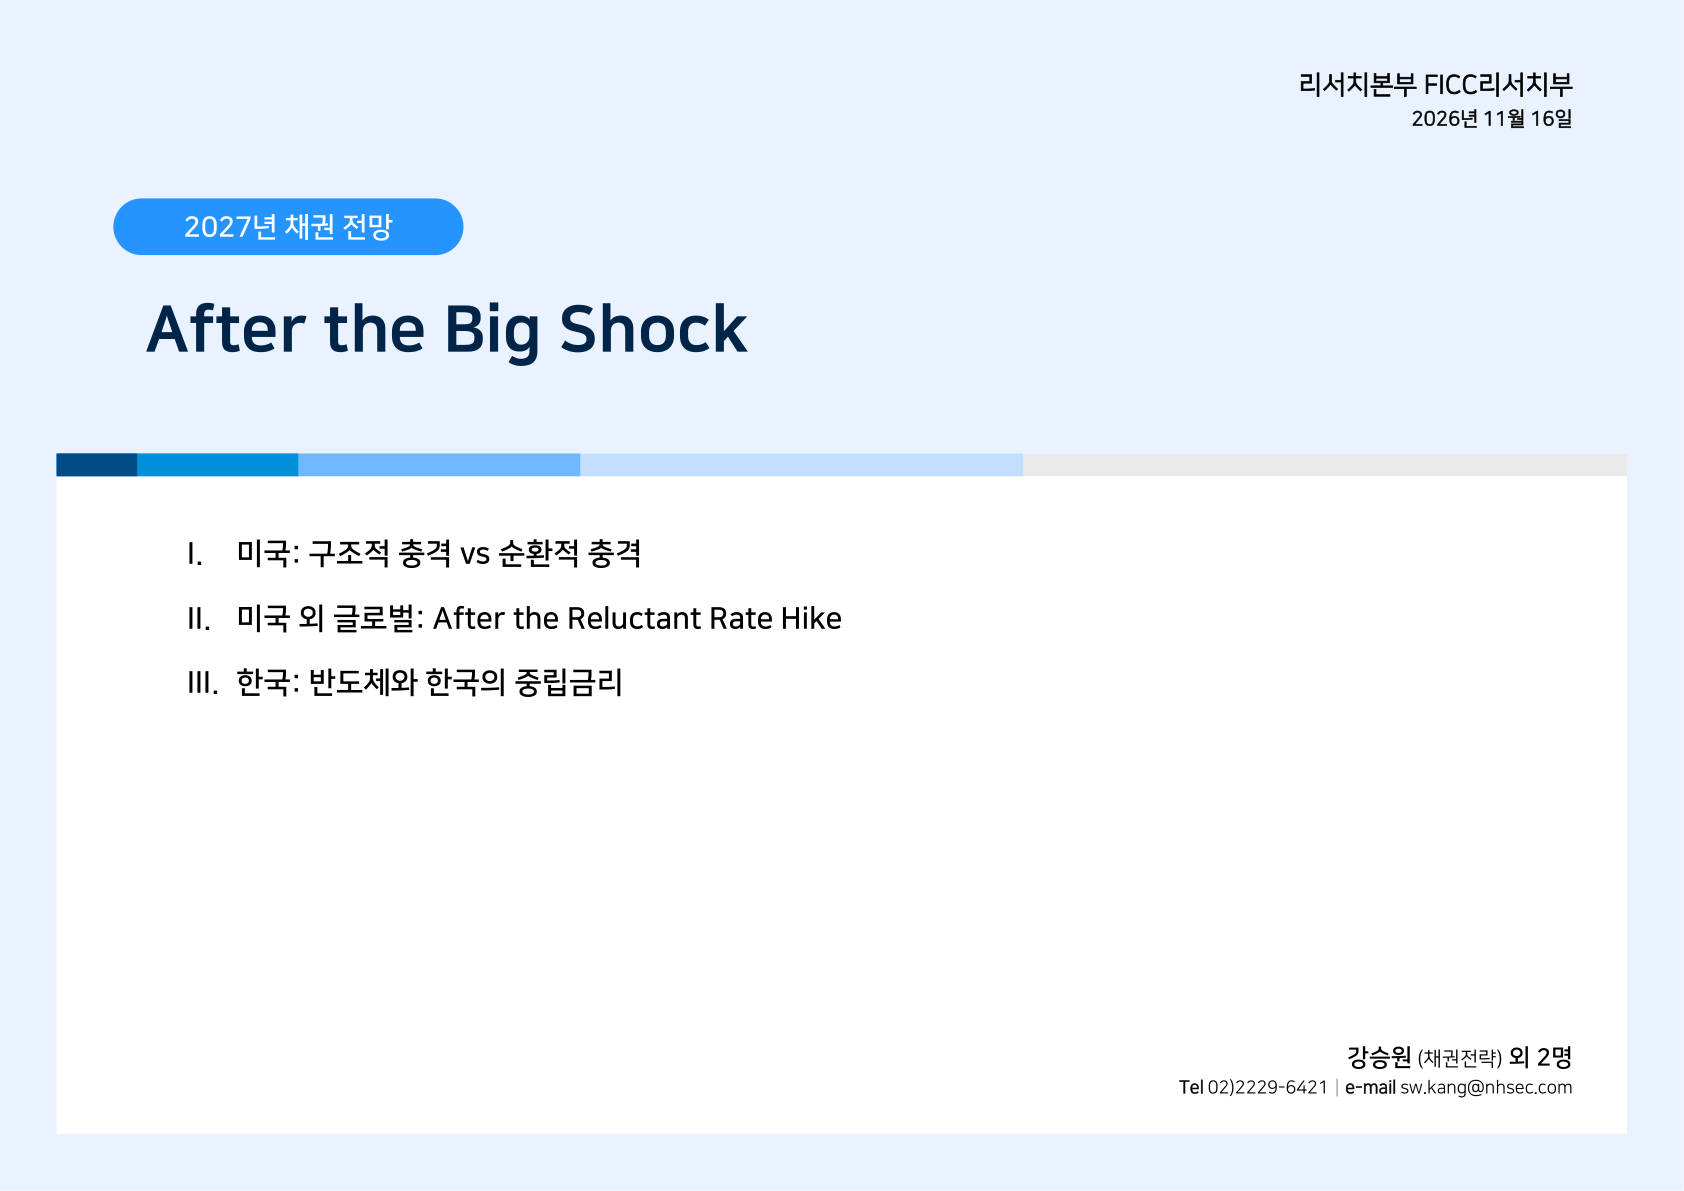 리서치본부 FICC리서치부
2026년 11월 16일
2027년 채권 전망
After the Big Shock
I. 미국: 구조적 충격 vs 순환적 충격
II. 미국 외 글로벌: After the Reluctant Rate Hike
III. 한국: 반도체와 한국의 중립금리
강승원 (채권전략) 외 2명
Tel 02)2229-6421 | e-mail sw.kang@nhsec.com